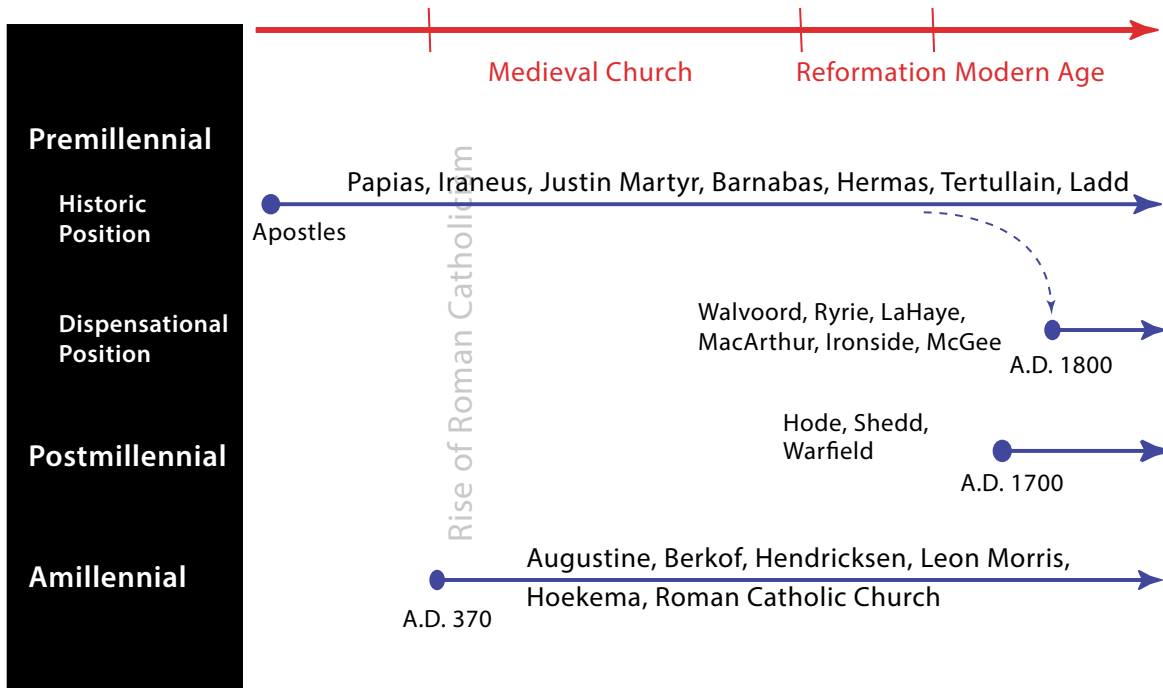 Medieval Church
Reformation Modern Age
Premillennial
Historic
Position
Papias, Iraneus, Justin Martyr, Barnabas, Hermas, Tertullain, Ladd
Apostles
Rise of Roman Catholicism
Dispensational
Position
Walvoord, Ryrie, LaHaye,
MacArthur, Ironside, McGee
A.D. 1800
Postmillennial
Hode, Shedd,
Warfield
A.D. 1700
Amillennial
Augustine, Berkof, Hendricksen, Leon Morris,
Hoekema, Roman Catholic Church
A.D. 370